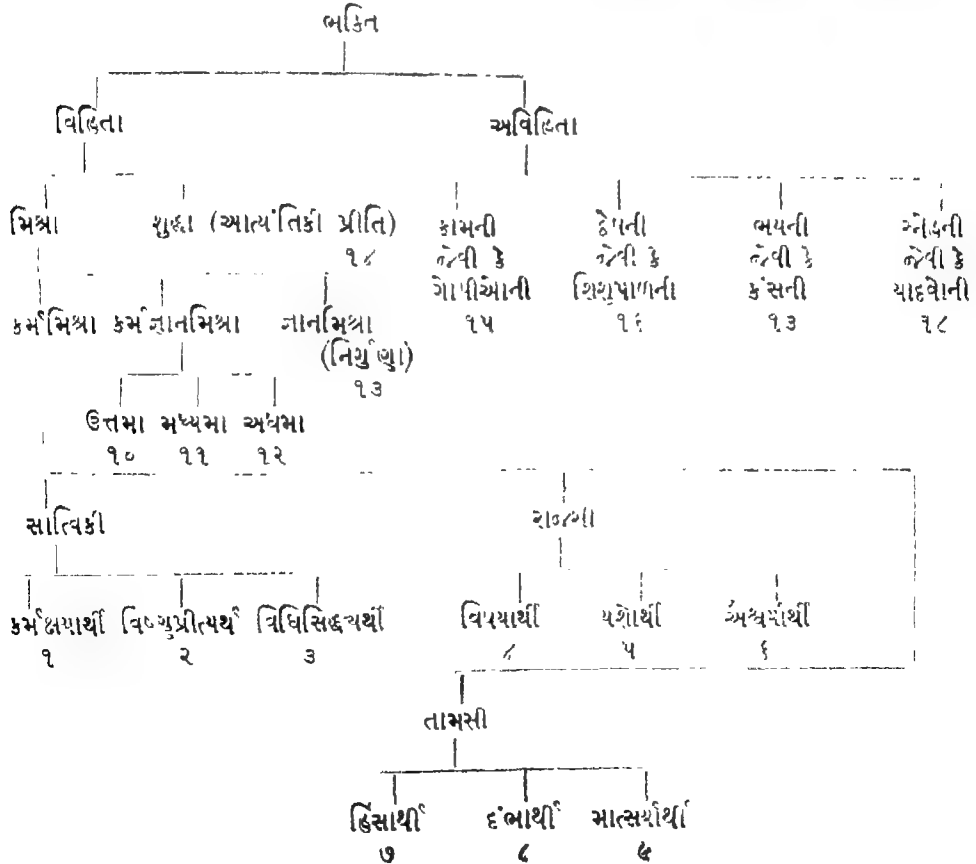 ભકિત
વિહિતા અવિહિતા
મિશ્રા શુદ્ધા (આત્યંતિકી પ્રીતિ) કામની દ્વેષની ભયની સ્નેહની
૧૪ જેવી કે જેવી કે જેવી કે જેવી કે
ગોપીઓની શિશુપાળની કંસની યાદવોની
કર્મમિશ્રા કર્મજ્ઞાનમિશ્રા જ્ઞાનમિશ્રા ૧૫ ૧૬ ૧૩ ૧૮
(નિર્ગુણા)
૧૩
ઉત્તમા મધ્યમા અધમા
૧૦ ૧૧ ૧૨
સાત્વિકી રાજસી
કર્મક્ષયાર્થી વિષ્ણુપ્રીત્યર્થ વિધિસિદ્ધયર્થી વિષયાર્થી યશોર્થી ઐશ્વર્યાર્થી
૧ ૨ ૩ ૪ ૫ ૬
તામસી
હિંસાર્થી દંભાર્થી માત્સર્યાર્થી
૭ ૮ ૯